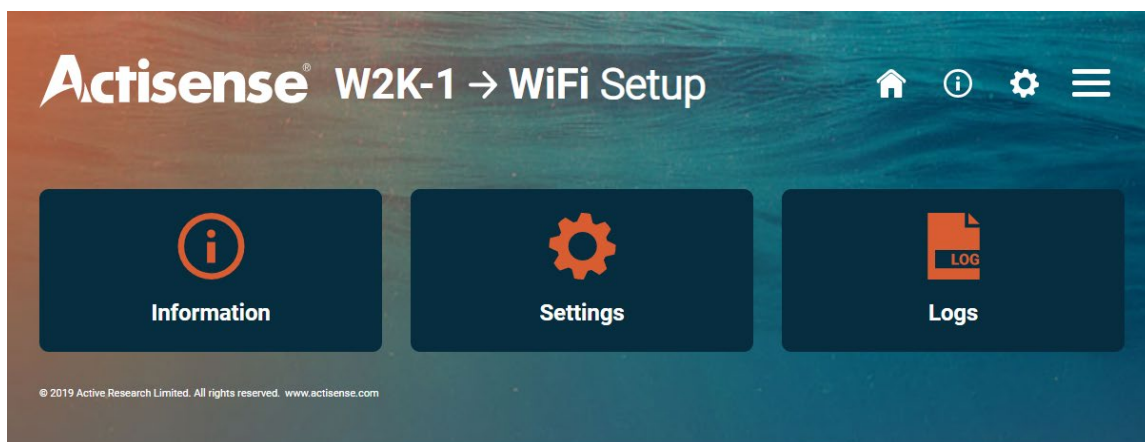 Actisense® W2K-1 → WiFi Setup
Information
Settings
LOG
Logs
© 2019 Active Research Limited. All rights reserved. www.actisense.com